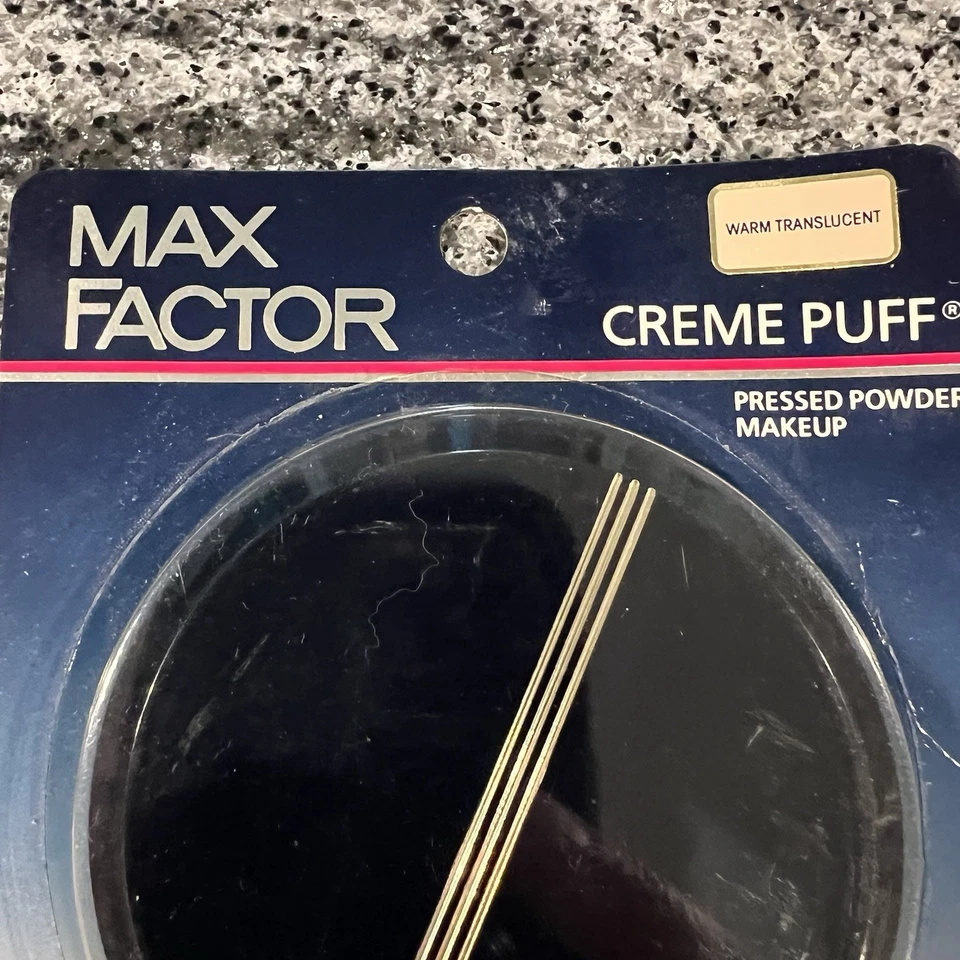 MAX
FACTOR
WARM TRANSLUCENT
CREME PUFF®
PRESSED POWDER
MAKEUP